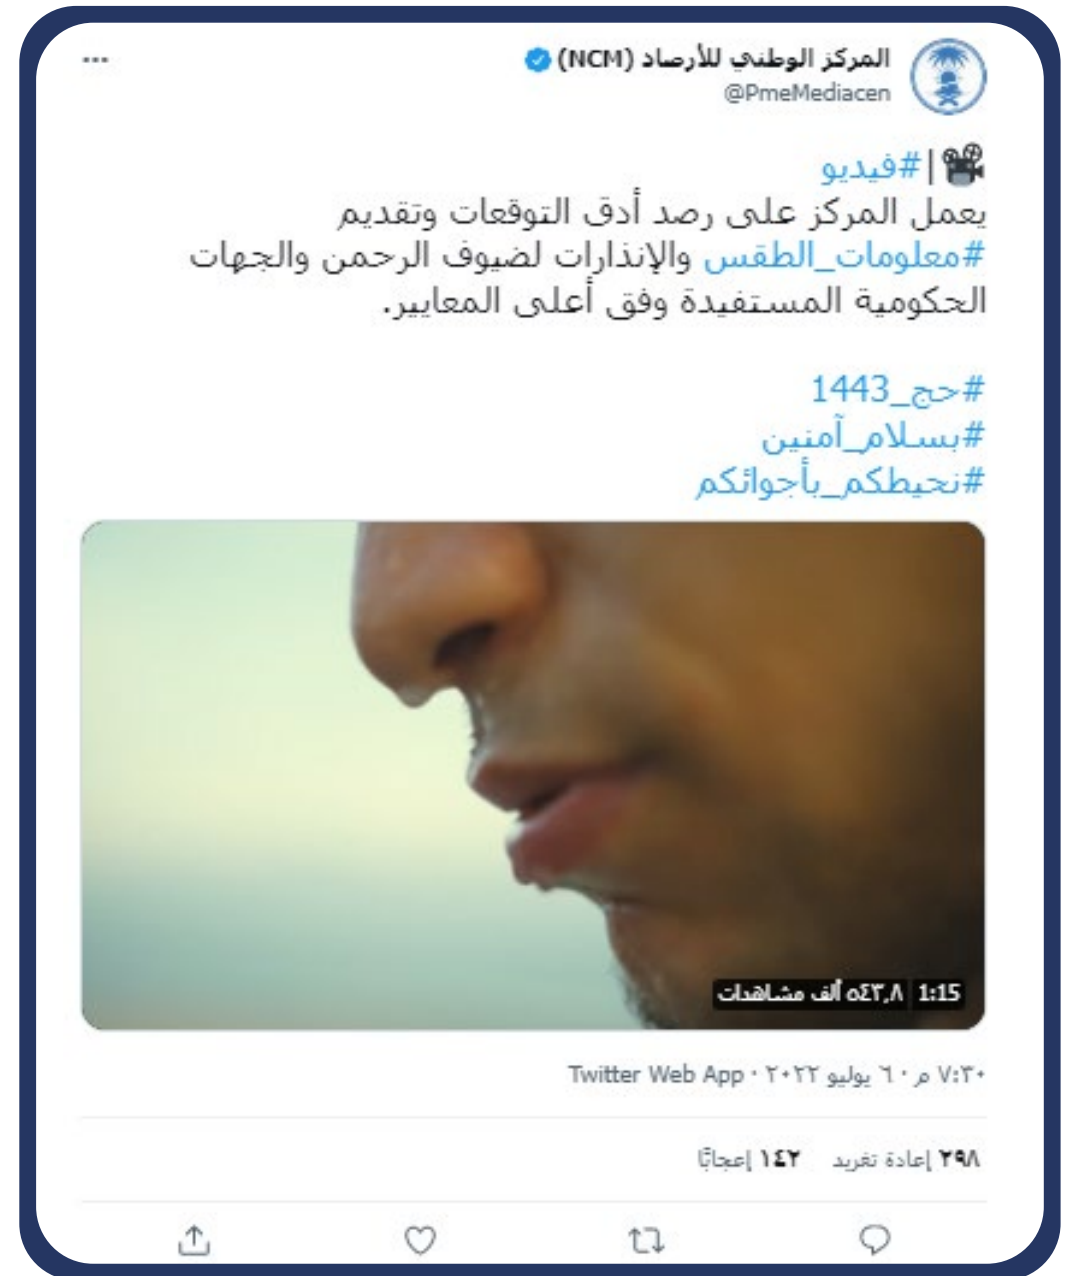 المركز الوطني للأرصاد (NCM)
@PmeMediacen
|#فيديو
يعمل المركز على رصد أدق التوقعات وتقديم
#معلومات_الطقس والإنذارات لضيوف الرحمن والجهات
الحكومية المستفيدة وفق أعلى المعايير.
#حج_1443
#بسلام_آمنين
#نحيطكم_بأجوائكم
1:15 ٥٤٣,٨ ألف مشاهدات
٧:٣٠ م · ٦ يوليو ٢٠٢٢ · Twitter Web App
٢٩٨ إعادة تغريد ١٤٢ إعجابًا